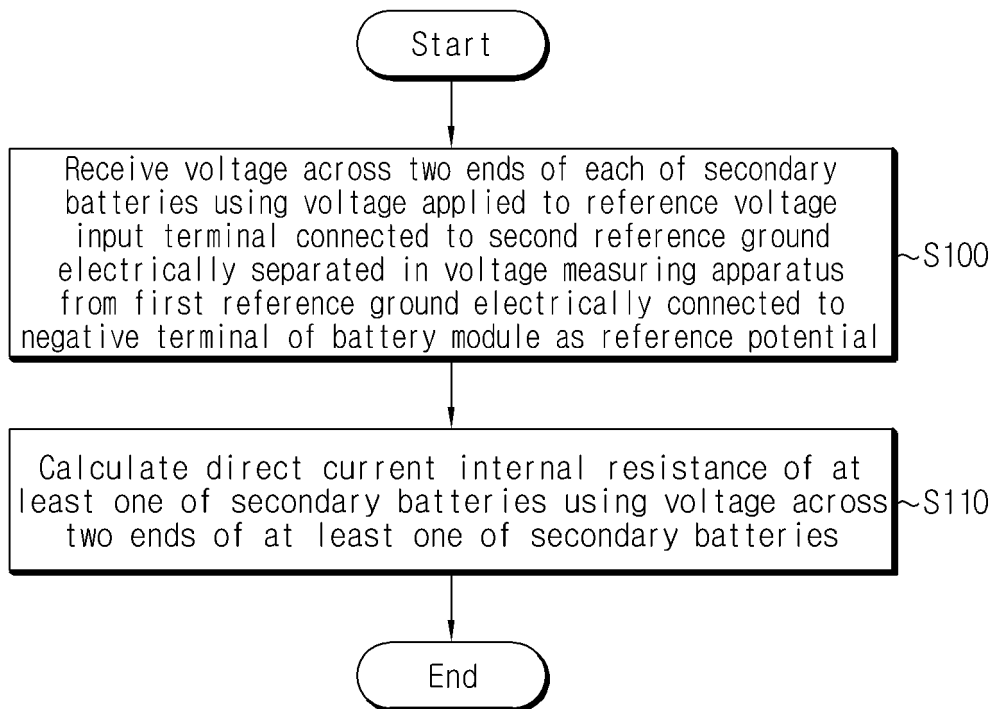 Start
Receive voltage across two ends of each of secondary
batteries using voltage applied to reference voltage
input terminal connected to second reference ground
electrically separated in voltage measuring apparatus
from first reference ground electrically connected to
negative terminal of battery module as reference potential
S100
Calculate direct current internal resistance of at
least one of secondary batteries using voltage across
two ends of at least one of secondary batteries
S110
End